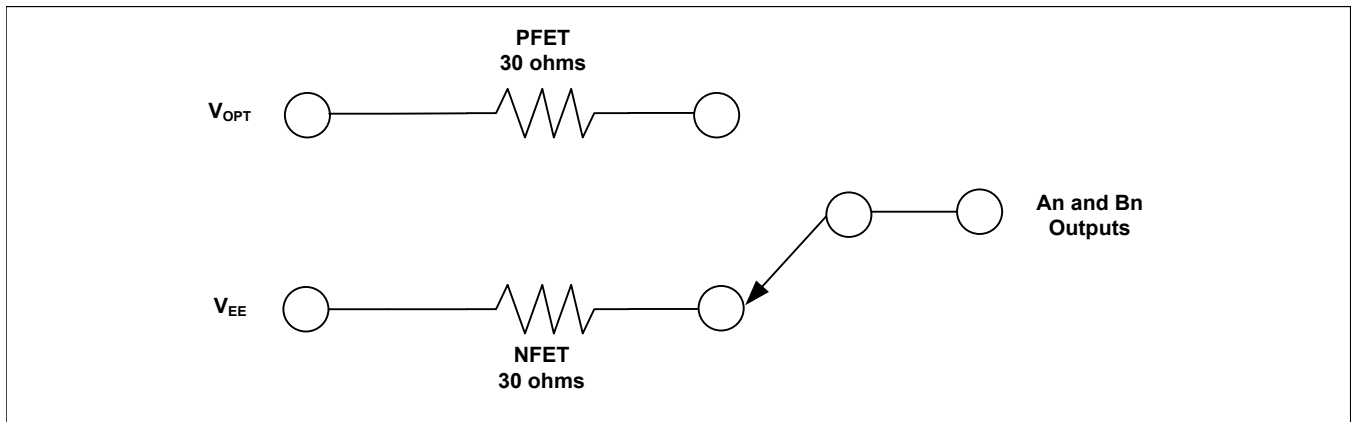 PFET
30 ohms
VOPT
An and Bn
Outputs
VEE
NFET
30 ohms